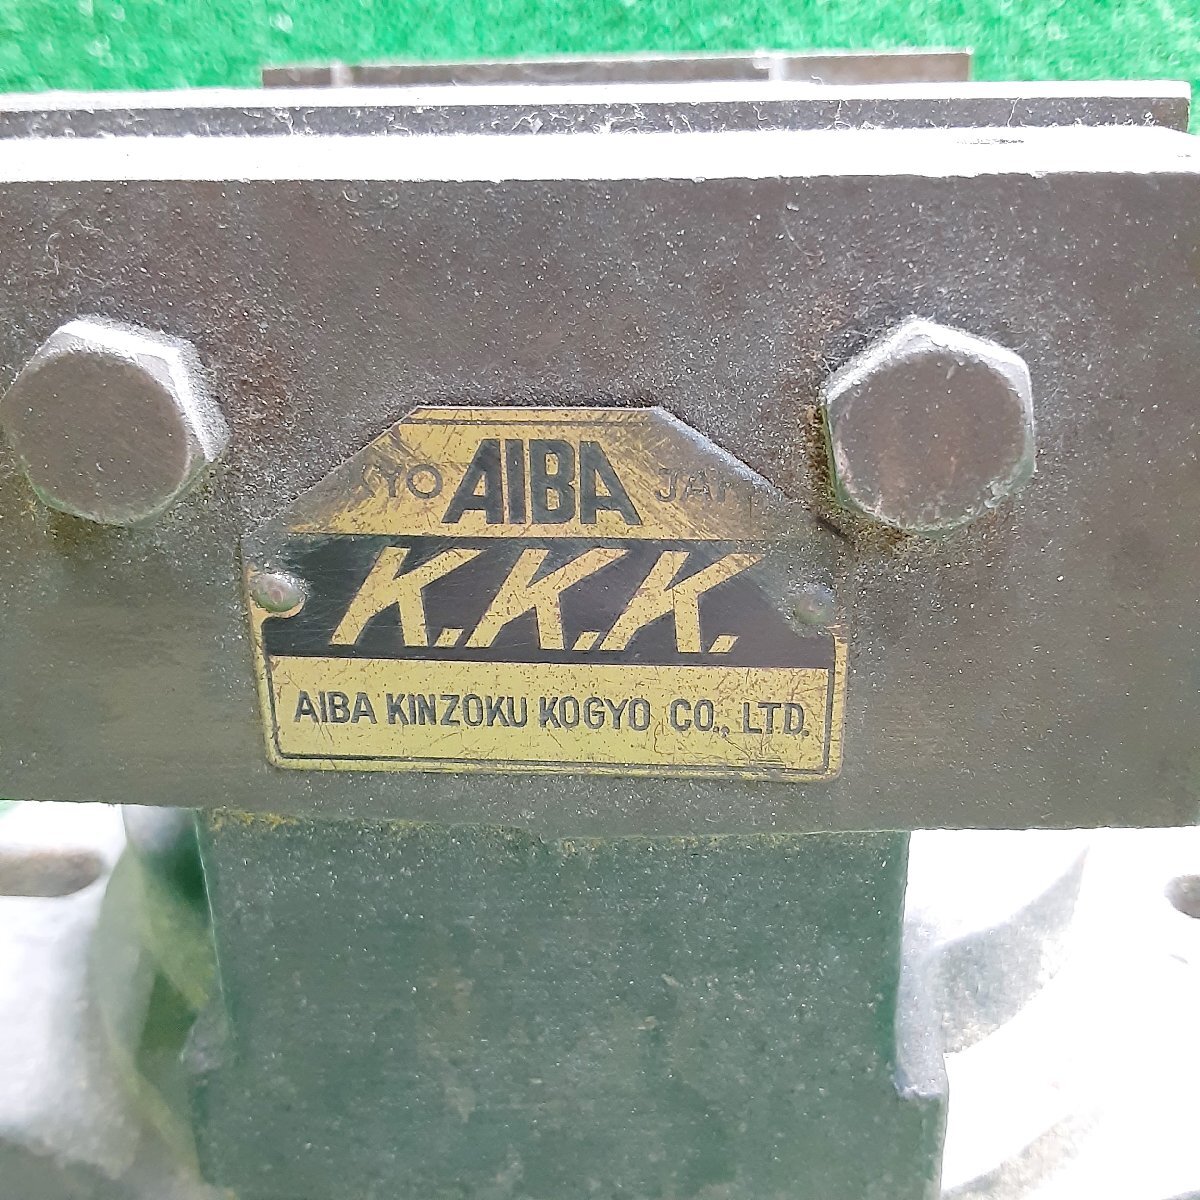 AIBA
K.K.K.
AIBA KINZOKU KOGYO CO., LTD.